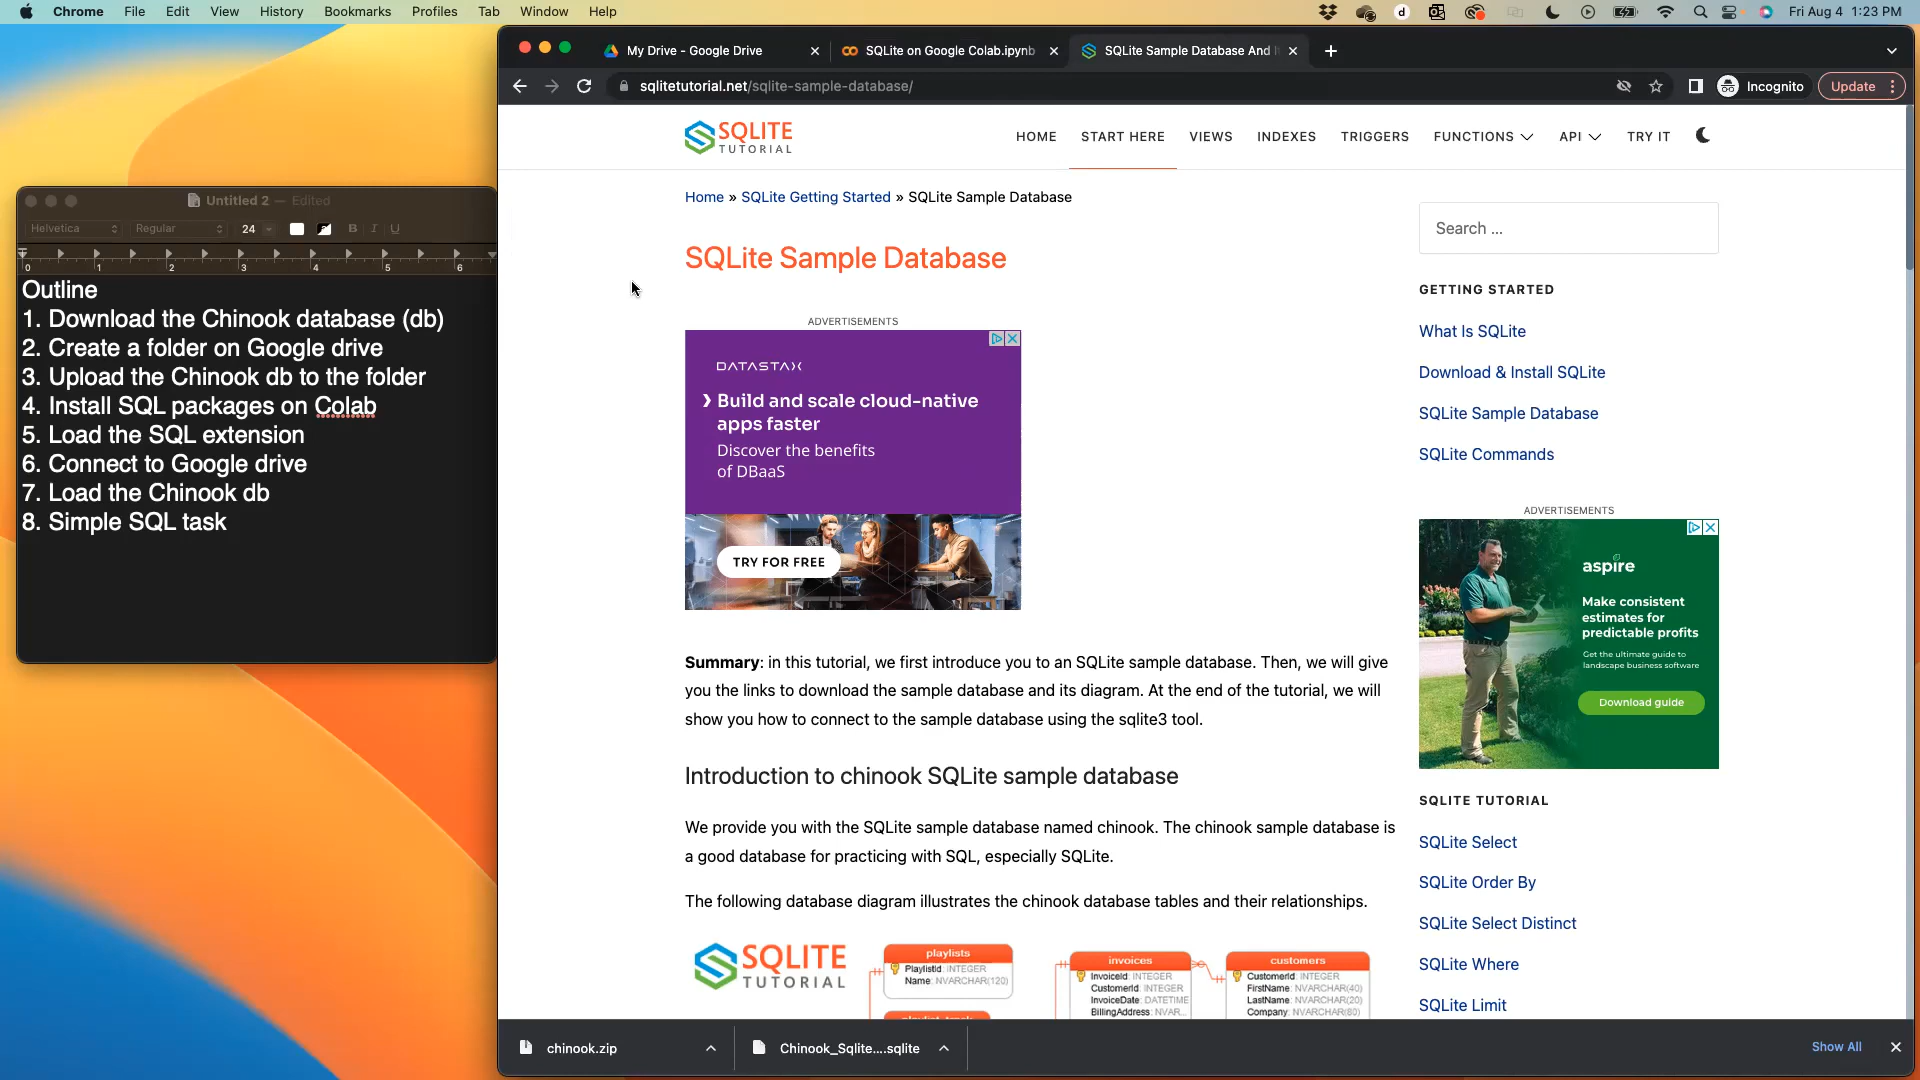 Chrome File Edit View History Bookmarks Profiles Tab Window Help
Fri Aug 4 1:23 PM
My Drive - Google Drive
SQLite on Google Colab.ipynb
SQLite Sample Database And
sqlitetutorial.net/sqlite-sample-database/
Incognito
Update
Untitled 2 — Edited
Helvetica Regular 24 B I U
0 1 2 3 4 5 6
Outline
1. Download the Chinook database (db)
2. Create a folder on Google drive
3. Upload the Chinook db to the folder
4. Install SQL packages on Colab
5. Load the SQL extension
6. Connect to Google drive
7. Load the Chinook db
8. Simple SQL task
SQLITE
TUTORIAL
HOME START HERE VIEWS INDEXES TRIGGERS FUNCTIONS API TRY IT
Home » SQLite Getting Started » SQLite Sample Database
SQLite Sample Database
ADVERTISEMENTS
DATASTAX
Build and scale cloud-native
apps faster
Discover the benefits
of DBaaS
TRY FOR FREE
Summary: in this tutorial, we first introduce you to an SQLite sample database. Then, we will give
you the links to download the sample database and its diagram. At the end of the tutorial, we will
show you how to connect to the sample database using the sqlite3 tool.
Introduction to chinook SQLite sample database
We provide you with the SQLite sample database named chinook. The chinook sample database is
a good database for practicing with SQL, especially SQLite.
The following database diagram illustrates the chinook database tables and their relationships.
SQLITE
TUTORIAL
playlists
PlaylistId: INTEGER
Name: NVARCHAR(120)
invoices
InvoiceId: INTEGER
CustomerId: INTEGER
InvoiceDate: DATETIME
BillingAddress: NVAR...
customers
CustomerId: INTEGER
FirstName: NVARCHAR(40)
LastName: NVARCHAR(20)
Company: NVARCHAR(80)
Search ...
GETTING STARTED
What Is SQLite
Download & Install SQLite
SQLite Sample Database
SQLite Commands
ADVERTISEMENTS
aspire
Make consistent
estimates for
predictable profits
Get the ultimate guide to
landscape business software
Download guide
SQLITE TUTORIAL
SQLite Select
SQLite Order By
SQLite Select Distinct
SQLite Where
SQLite Limit
chinook.zip
Chinook_Sqlite....sqlite
Show All